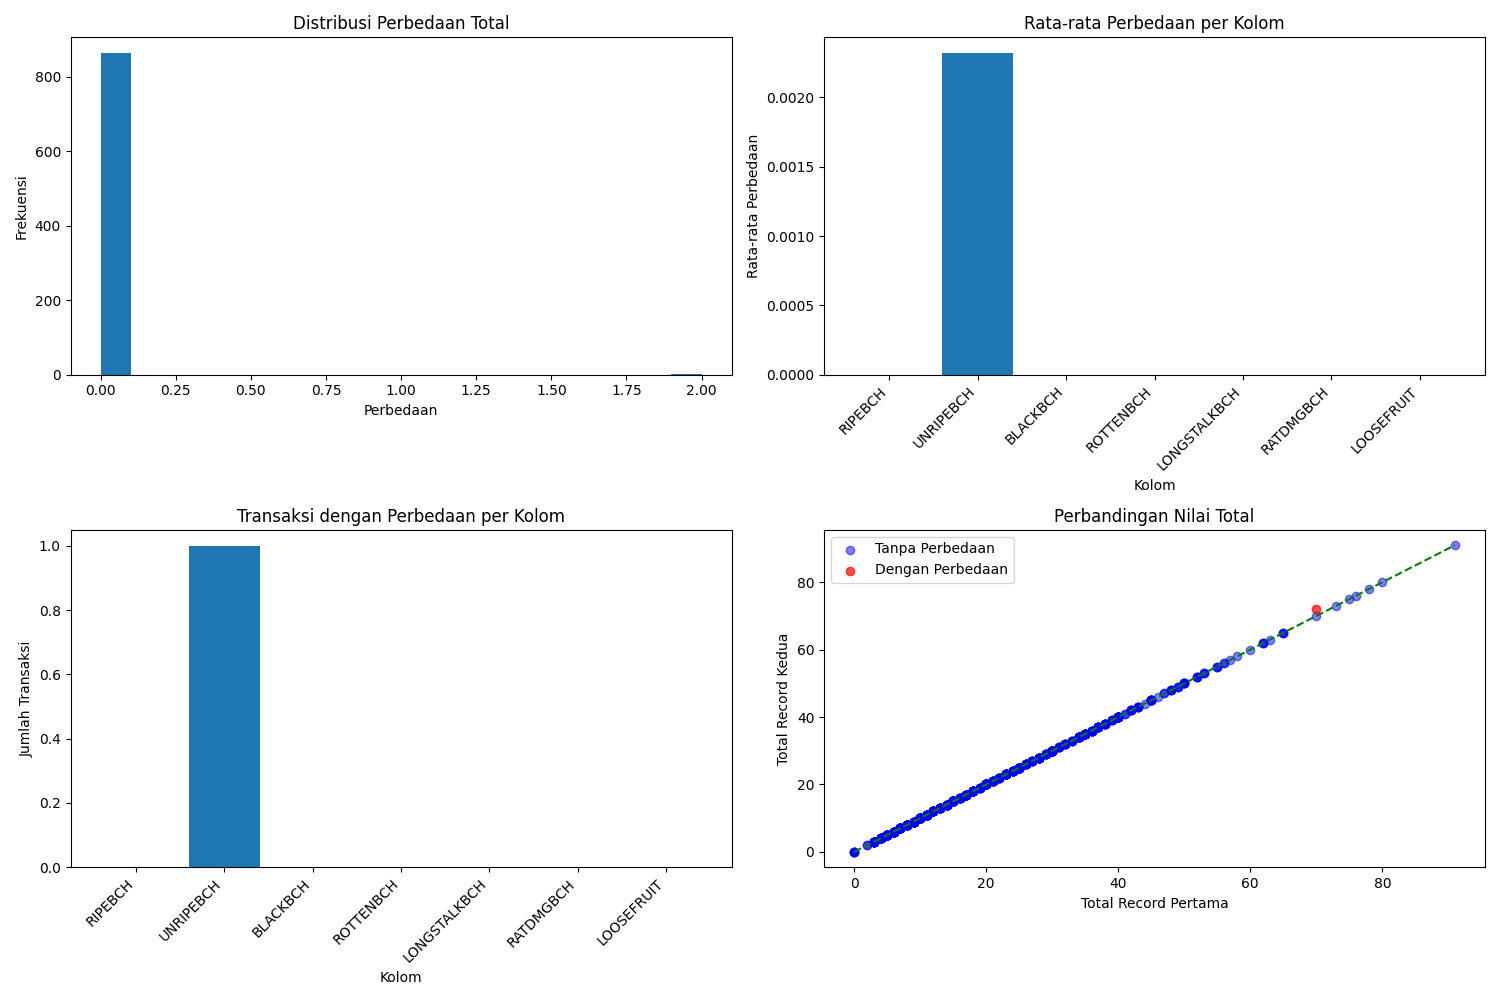 Distribusi Perbedaan Total
Frekuensi
800
600
400
200
0
0.00 0.25 0.50 0.75 1.00 1.25 1.50 1.75 2.00
Perbedaan
Rata-rata Perbedaan per Kolom
Rata-rata Perbedaan
0.0020
0.0015
0.0010
0.0005
0.0000
RIPEBCH
UNRIPEBCH
BLACKBCH
ROTTENBCH
LONGSTALKBCH
RATDMGBCH
LOOSEFRUIT
Kolom
Transaksi dengan Perbedaan per Kolom
Jumlah Transaksi
1.0
0.8
0.6
0.4
0.2
0.0
RIPEBCH
UNRIPEBCH
BLACKBCH
ROTTENBCH
LONGSTALKBCH
RATDMGBCH
LOOSEFRUIT
Kolom
Perbandingan Nilai Total
Tanpa Perbedaan
Dengan Perbedaan
Total Record Kedua
80
60
40
20
0
0 20 40 60 80
Total Record Pertama